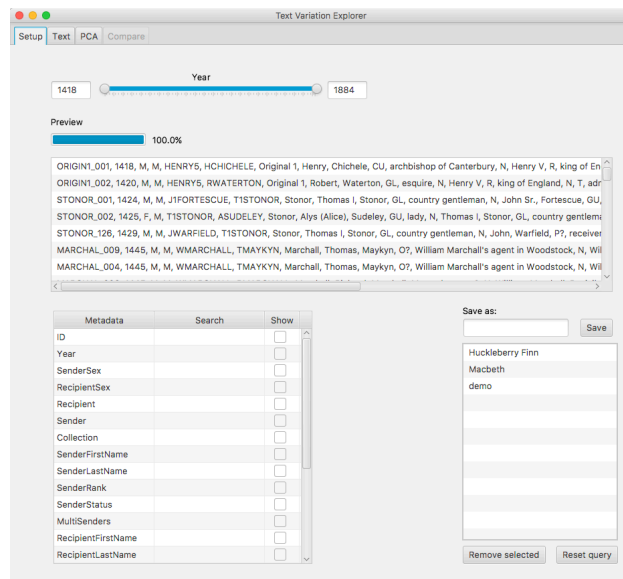 Text Variation Explorer
Setup Text PCA Compare
Year
1418 1884
Preview
100.0%
ORIGIN1_001, 1418, M, M, HENRY5, HCHICHELE, Original 1, Henry, Chichele, CU, archbishop of Canterbury, N, Henry V, R, king of En
ORIGIN1_002, 1420, M, M, HENRY5, RWATERTON, Original 1, Robert, Waterton, GL, esquire, N, Henry V, R, king of England, N, T, adr
STONOR_001, 1424, M, M, J1FORTESCUE, T1STONOR, Stonor, Thomas I, Stonor, GL, country gentleman, N, John Sr., Fortescue, GU,
STONOR_002, 1425, F, M, T1STONOR, ASUDELEY, Stonor, Alys (Alice), Sudeley, GU, lady, N, Thomas I, Stonor, GL, country gentlema
STONOR_126, 1429, M, M, JWARFIELD, T1STONOR, Stonor, Thomas I, Stonor, GL, country gentleman, N, John, Warfield, P?, receiver
MARCHAL_009, 1445, M, M, WMARCHALL, TMAYKYN, Marchall, Thomas, Maykyn, O?, William Marchall's agent in Woodstock, N, Wil
MARCHAL_004, 1445, M, M, WMARCHALL, TMAYKYN, Marchall, Thomas, Maykyn, O?, William Marchall's agent in Woodstock, N, Wil
Metadata Search Show
ID
Year
SenderSex
RecipientSex
Recipient
Sender
Collection
SenderFirstName
SenderLastName
SenderRank
SenderStatus
MultiSenders
RecipientFirstName
RecipientLastName
Save as:
Save
Huckleberry Finn
Macbeth
demo
Remove selected Reset query